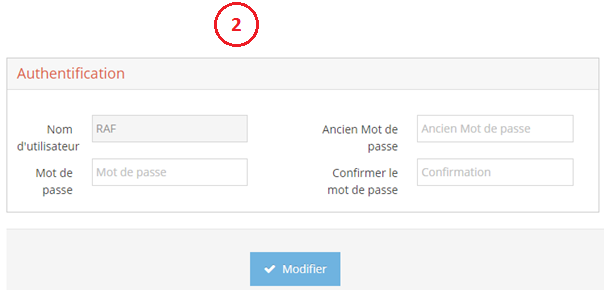 2
Authentification
Nom
d'utilisateur
RAF
Ancien Mot de
passe
Ancien Mot de passe
Mot de
passe
Mot de passe
Confirmer le
mot de passe
Confirmation
Modifier